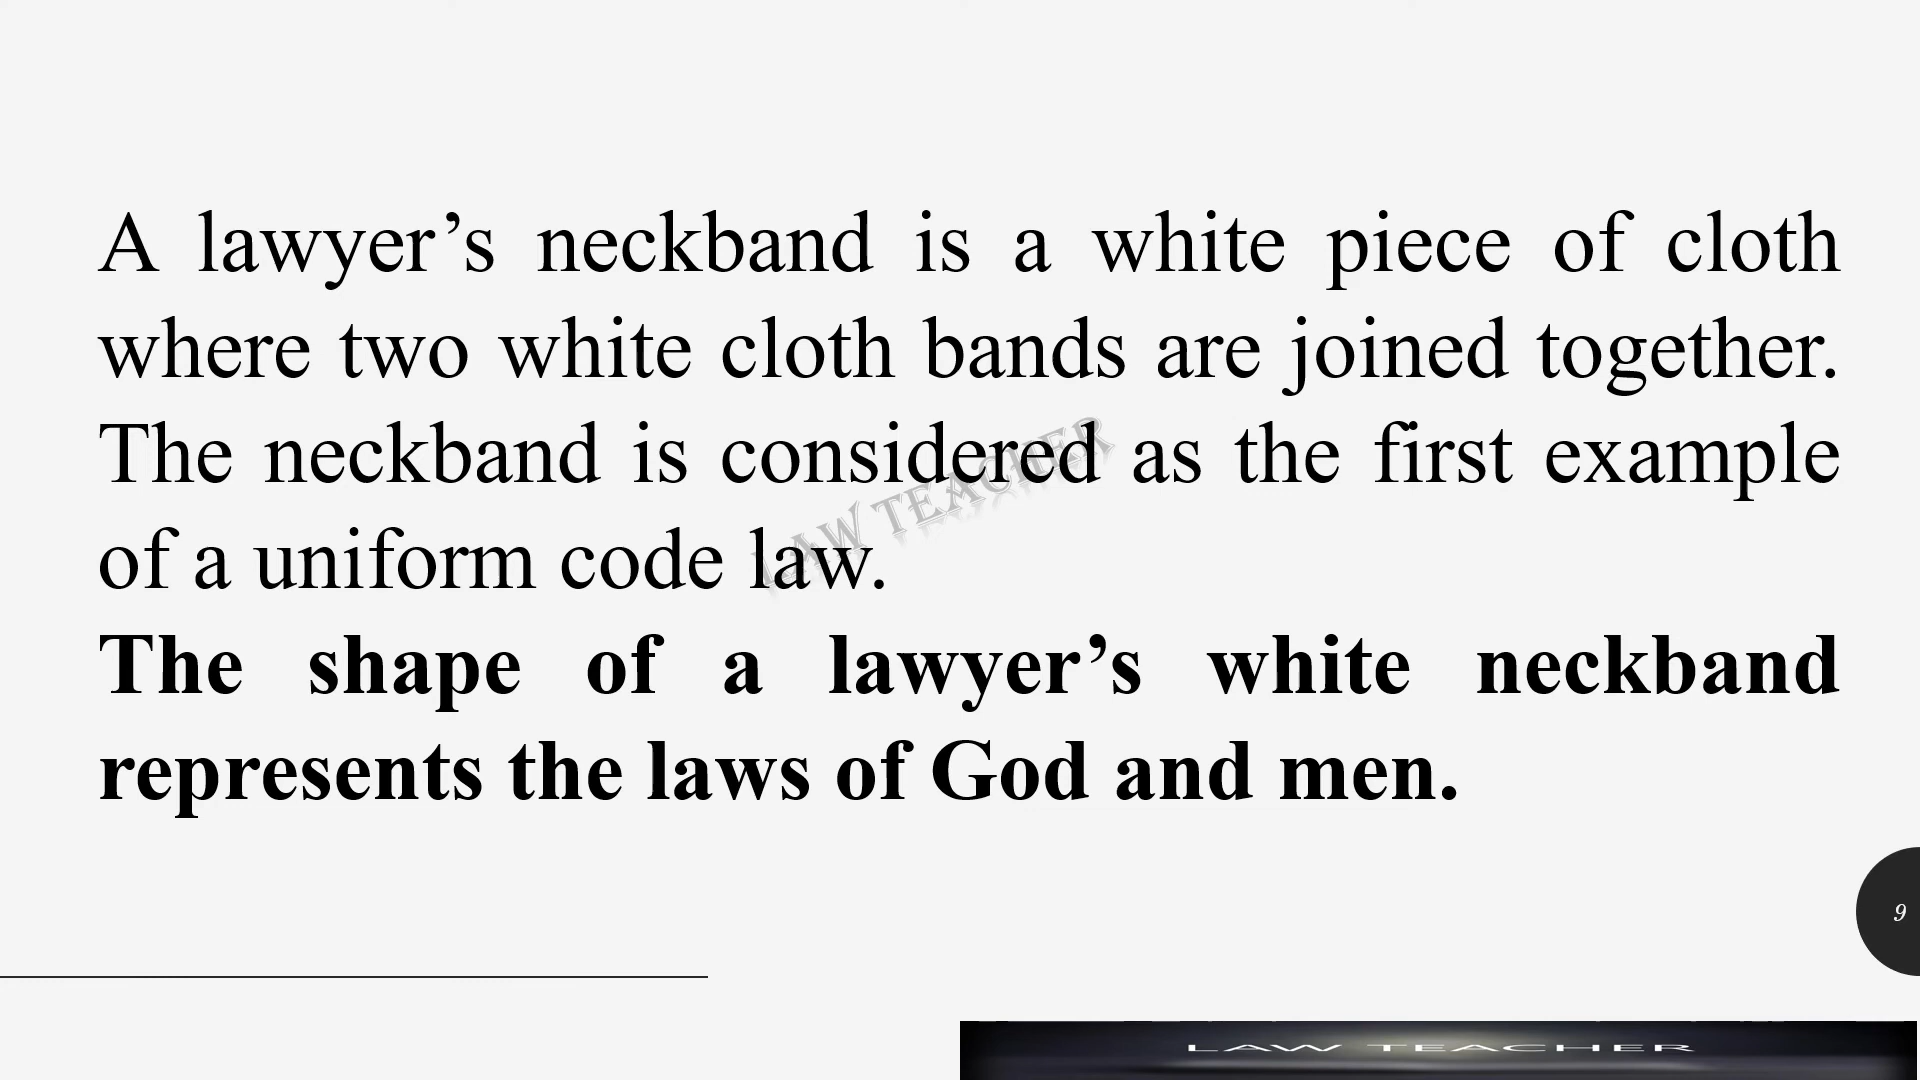 A lawyer’s neckband is a white piece of cloth
where two white cloth bands are joined together.
The neckband is considered as the first example
of a uniform code law.
The shape of a lawyer’s white neckband
represents the laws of God and men.
LAW TEACHER
9
LAW TEACHER